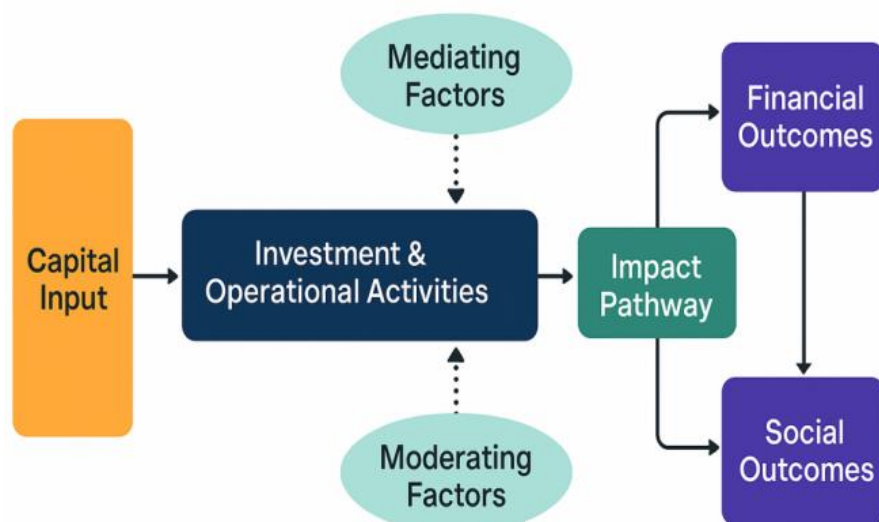 Mediating
Factors
Financial
Outcomes
Capital
Input
Investment &
Operational Activities
Impact
Pathway
Moderating
Factors
Social
Outcomes